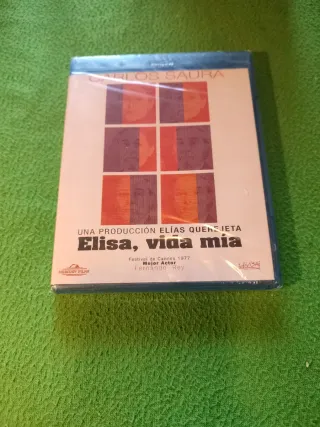 CARLOS SAURA
UNA PRODUCCIÓN ELÍAS QUEREJETA
Elisa, vida mía
Festival de Cannes 1977
Mejor Actor
Fernando Rey